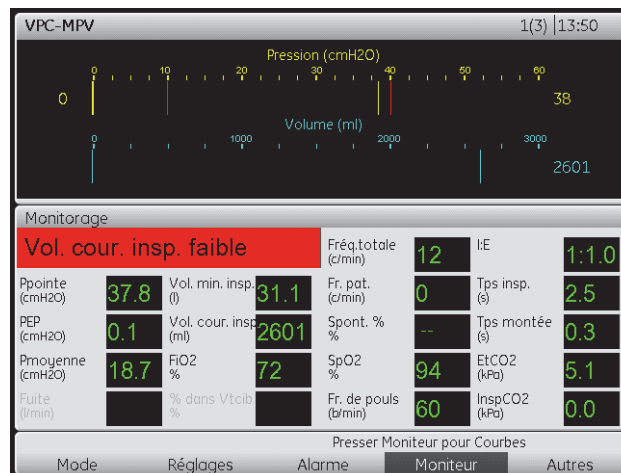 VPC-MPV 1(3) 13:50
Pression (cmH2O)
0 10 20 30 40 50 60
0 38
Volume (ml)
0 1000 2000 3000
2601
Monitorage
Vol. cour. insp. faible
Fréq.totale (c/min) 12 I:E 1:1.0
Ppointe (cmH2O) 37.8 Vol. min. insp. (l) 31.1 Fr. pat. (c/min) 0 Tps insp. (s) 2.5
PEP (cmH2O) 0.1 Vol. cour. insp (ml) 2601 Spont. % % -- Tps montée (s) 0.3
Pmoyenne (cmH2O) 18.7 FiO2 % 72 SpO2 % 94 EtCO2 (kPa) 5.1
Fuite (l/min) % dans Vtcib % Fr. de pouls (b/min) 60 InspCO2 (kPa) 0.0
Presser Moniteur pour Courbes
Mode Réglages Alarme Moniteur Autres